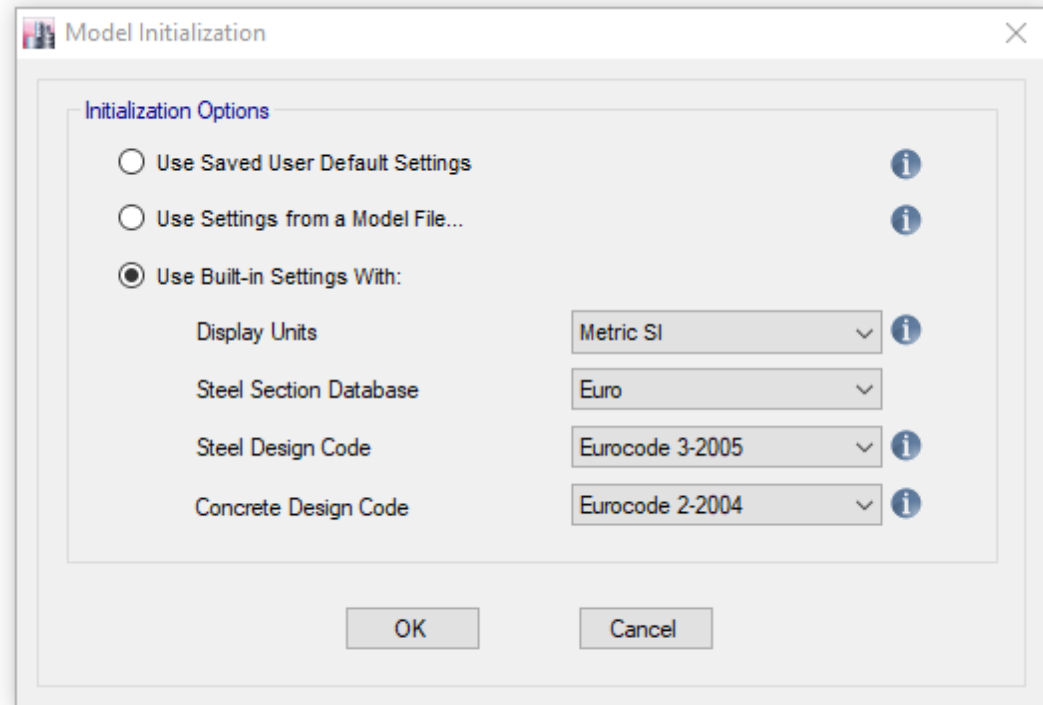 Model Initialization
Initialization Options
Use Saved User Default Settings
Use Settings from a Model File...
Use Built-in Settings With:
Display Units Metric SI
Steel Section Database Euro
Steel Design Code Eurocode 3-2005
Concrete Design Code Eurocode 2-2004
OK Cancel